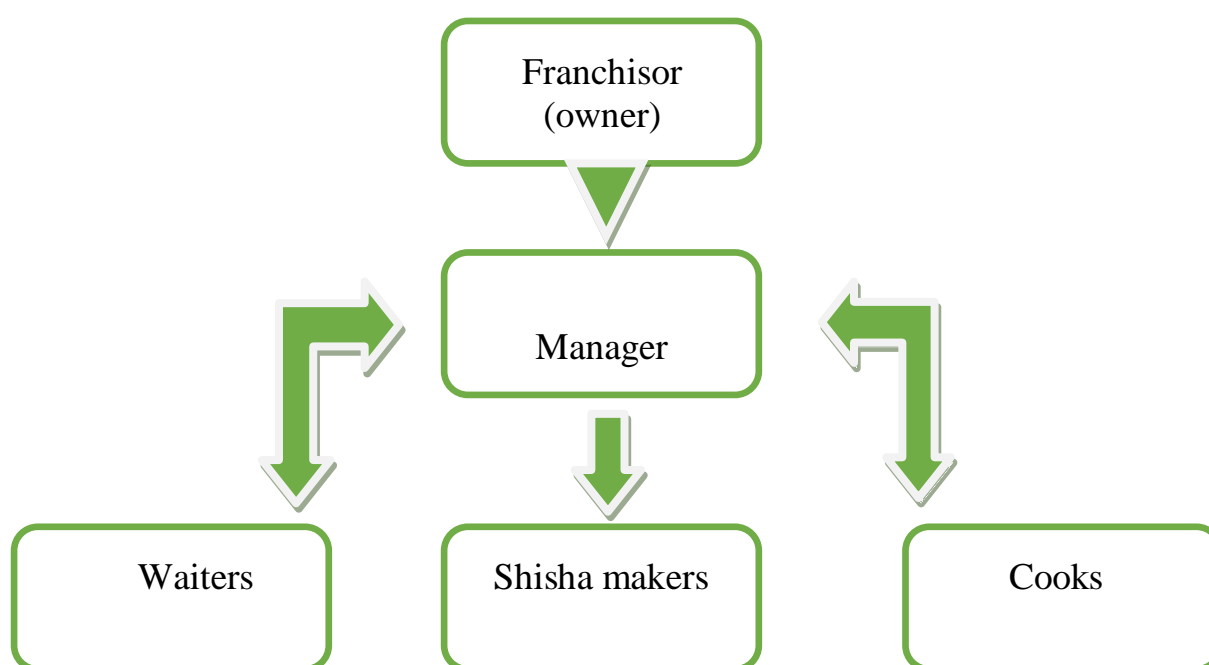 Franchisor
(owner)
Manager
Waiters
Shisha makers
Cooks